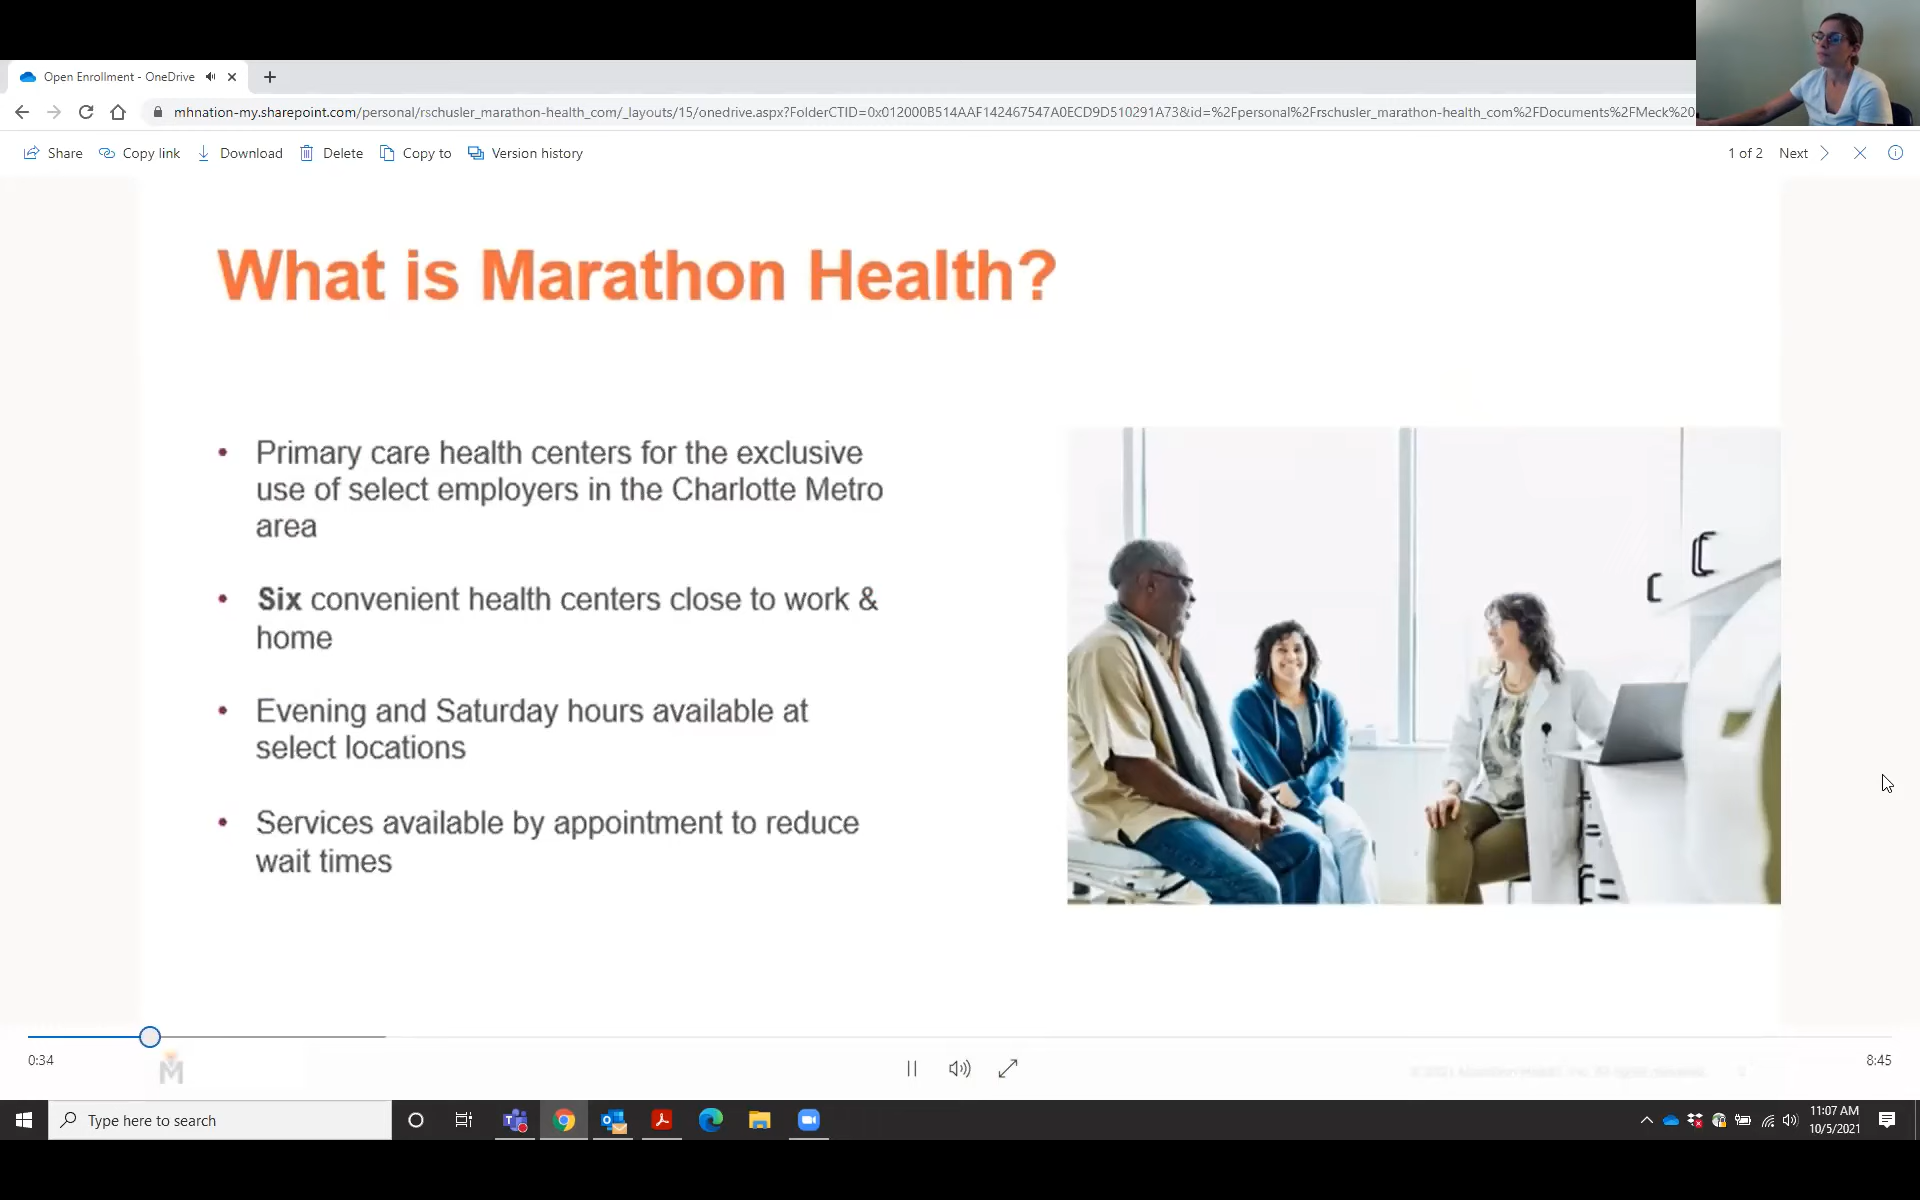 Open Enrollment - OneDrive
mhnation-my.sharepoint.com/personal/rschusler_marathon-health_com/_layouts/15/onedrive.aspx?FolderCTID=0x012000B514AAF142467547A0ECD9D510291A73&id=%2Fpersonal%2Frschusler_marathon-health_com%2FDocuments%2FMeck%20
Share Copy link Download Delete Copy to Version history 1 of 2 Next
What is Marathon Health?
• Primary care health centers for the exclusive
use of select employers in the Charlotte Metro
area
• Six convenient health centers close to work &
home
• Evening and Saturday hours available at
select locations
• Services available by appointment to reduce
wait times
0:34 8:45
M
Type here to search
11:07 AM
10/5/2021